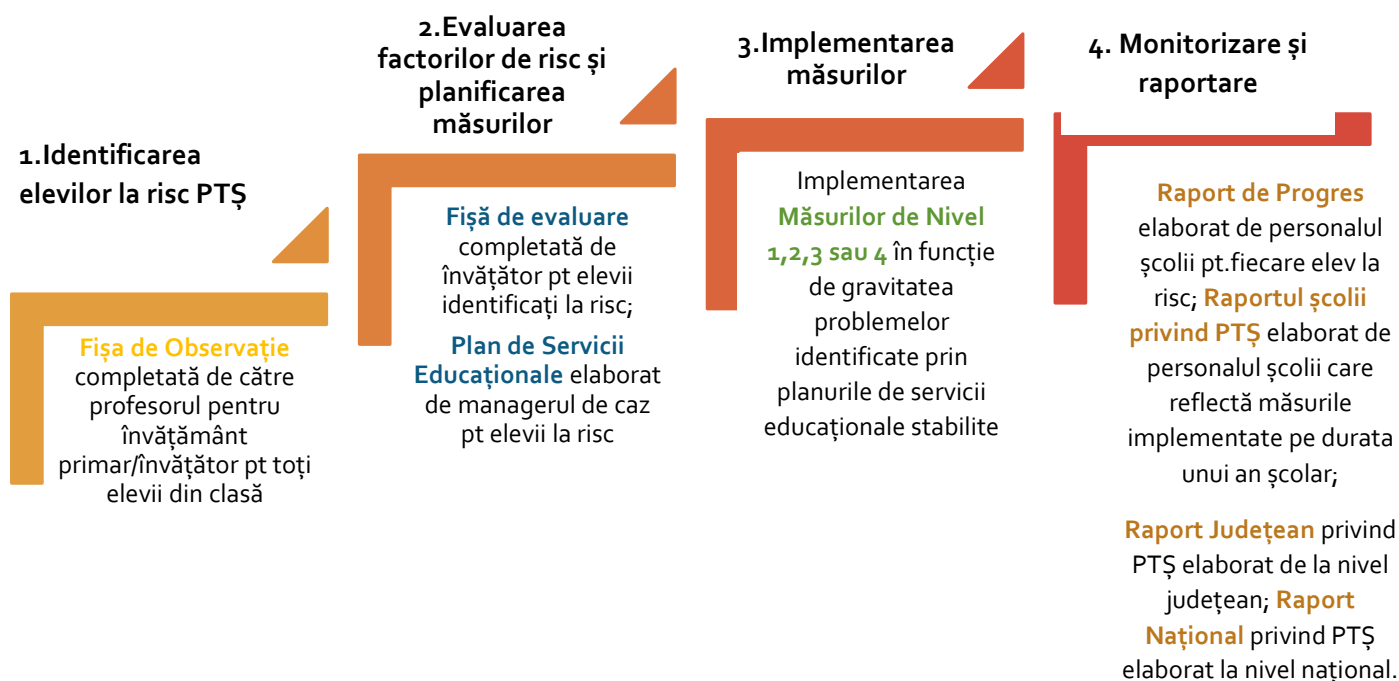 1.Identificarea
elevilor la risc PTȘ
Fișa de Observație
completată de către
profesorul pentru
învățământ
primar/învățător pt toți
elevii din clasă
2.Evaluarea
factorilor de risc și
planificarea
măsurilor
Fișă de evaluare
completată de
învățător pt elevii
identificați la risc;
Plan de Servicii
Educaționale elaborat
de managerul de caz
pt elevii la risc
3.Implementarea
măsurilor
Implementarea
Măsurilor de Nivel
1,2,3 sau 4 în funcție
de gravitatea
problemelor
identificate prin
planurile de servicii
educaționale stabilite
4. Monitorizare și
raportare
Raport de Progres
elaborat de personalul
școlii pt.fiecare elev la
risc; Raportul școlii
privind PTȘ elaborat de
personalul școlii care
reflectă măsurile
implementate pe durata
unui an școlar;
Raport Județean privind
PTȘ elaborat de la nivel
județean; Raport
Național privind PTȘ
elaborat la nivel național.